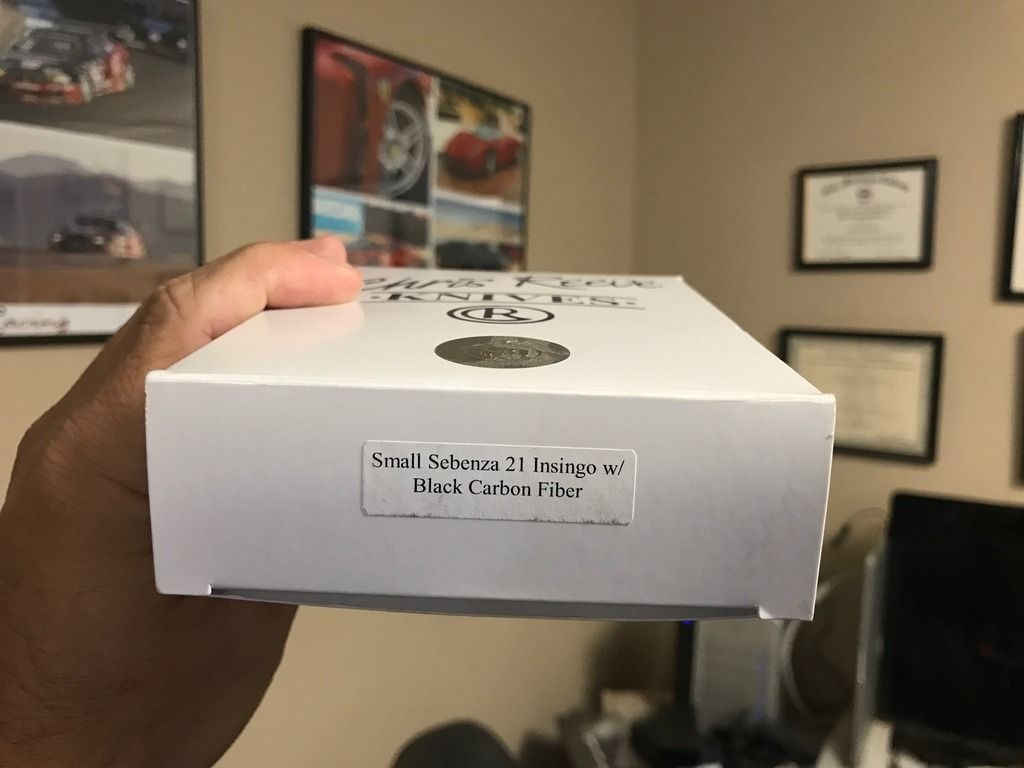 Chris Reeve
·KNIVES·
®
Small Sebenza 21 Insingo w/
Black Carbon Fiber